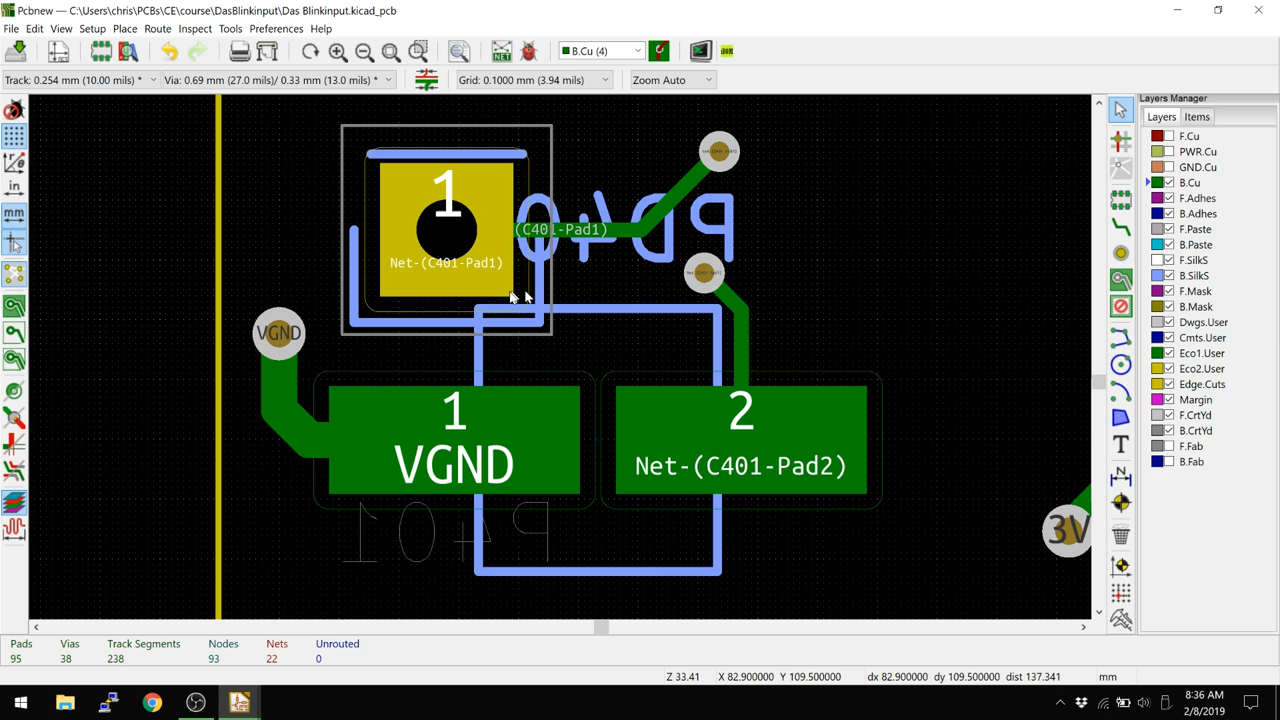 Pcbnew — C:\Users\chris\PCBs\CE\course\DasBlinkinput\Das Blinkinput.kicad_pcb
File Edit View Setup Place Route Inspect Tools Preferences Help
B.Cu (4)
Track: 0.254 mm (10.00 mils) * Via: 0.69 mm (27.0 mils)/ 0.33 mm (13.0 mils) * Grid: 0.1000 mm (3.94 mils) Zoom Auto
Layers Manager
Layers Items
F.Cu
PWR.Cu
GND.Cu
B.Cu
F.Adhes
B.Adhes
F.Paste
B.Paste
F.SilkS
B.SilkS
F.Mask
B.Mask
Dwgs.User
Cmts.User
Eco1.User
Eco2.User
Edge.Cuts
Margin
F.CrtYd
B.CrtYd
F.Fab
B.Fab
in
mm
NET
1
Net-(C401-Pad1)
(C401-Pad1)
PD40
VGND
1
VGND
2
Net-(C401-Pad2)
P401
3V
Pads Vias Track Segments Nodes Nets Unrouted
95 38 238 93 22 0
Z 33.41 X 82.900000 Y 109.500000 dx 82.900000 dy 109.500000 dist 137.341 mm
8:36 AM
2/8/2019